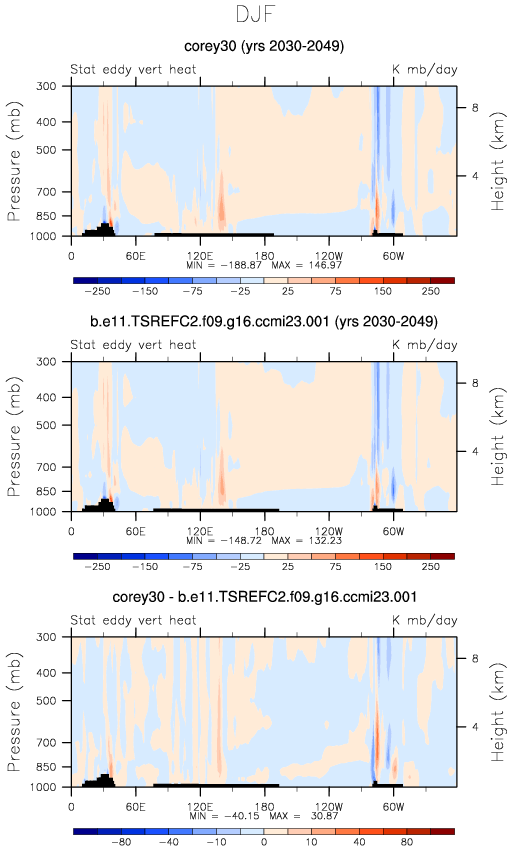 DJF
corey30 (yrs 2030-2049)
Stat eddy vert heat K mb/day
300
400
500
700
850
1000
Pressure (mb)
8
4
Height (km)
0 60E 120E 180 120W 60W
MIN = -188.87 MAX = 146.97
-250 -150 -75 -25 25 75 150 250
b.e11.TSREFC2.f09.g16.ccmi23.001 (yrs 2030-2049)
Stat eddy vert heat K mb/day
300
400
500
700
850
1000
Pressure (mb)
8
4
Height (km)
0 60E 120E 180 120W 60W
MIN = -148.72 MAX = 132.23
-250 -150 -75 -25 25 75 150 250
corey30 - b.e11.TSREFC2.f09.g16.ccmi23.001
Stat eddy vert heat K mb/day
300
400
500
700
850
1000
Pressure (mb)
8
4
Height (km)
0 60E 120E 180 120W 60W
MIN = -40.15 MAX = 30.87
-80 -40 -10 0 10 40 80